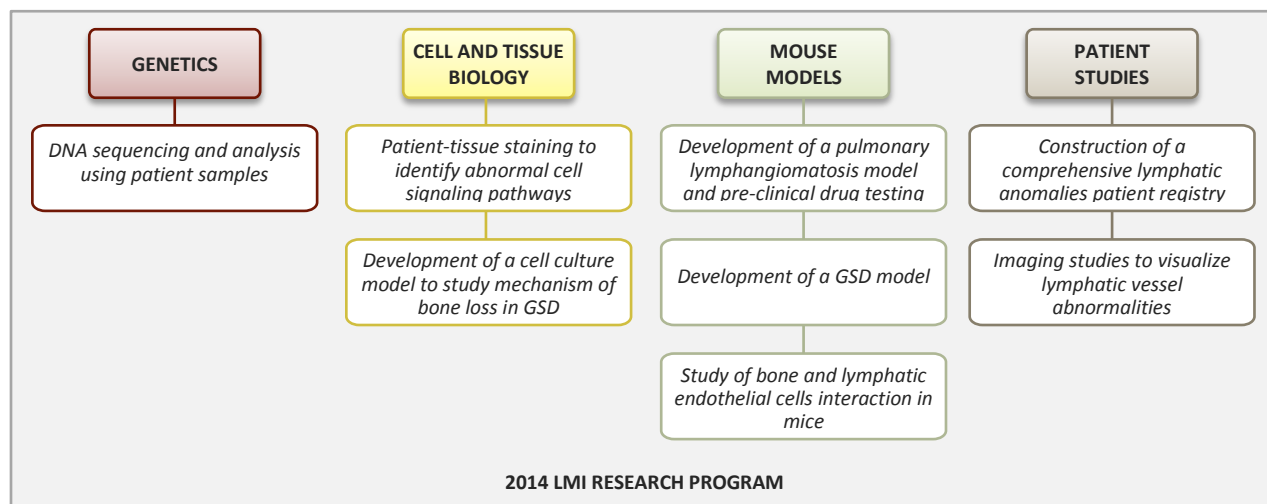 GENETICS
DNA sequencing and analysis
using patient samples
CELL AND TISSUE
BIOLOGY
Patient-tissue staining to
identify abnormal cell
signaling pathways
Development of a cell culture
model to study mechanism of
bone loss in GSD
MOUSE
MODELS
Development of a pulmonary
lymphangiomatosis model
and pre-clinical drug testing
Development of a GSD model
Study of bone and lymphatic
endothelial cells interaction in
mice
PATIENT
STUDIES
Construction of a
comprehensive lymphatic
anomalies patient registry
Imaging studies to visualize
lymphatic vessel
abnormalities
2014 LMI RESEARCH PROGRAM